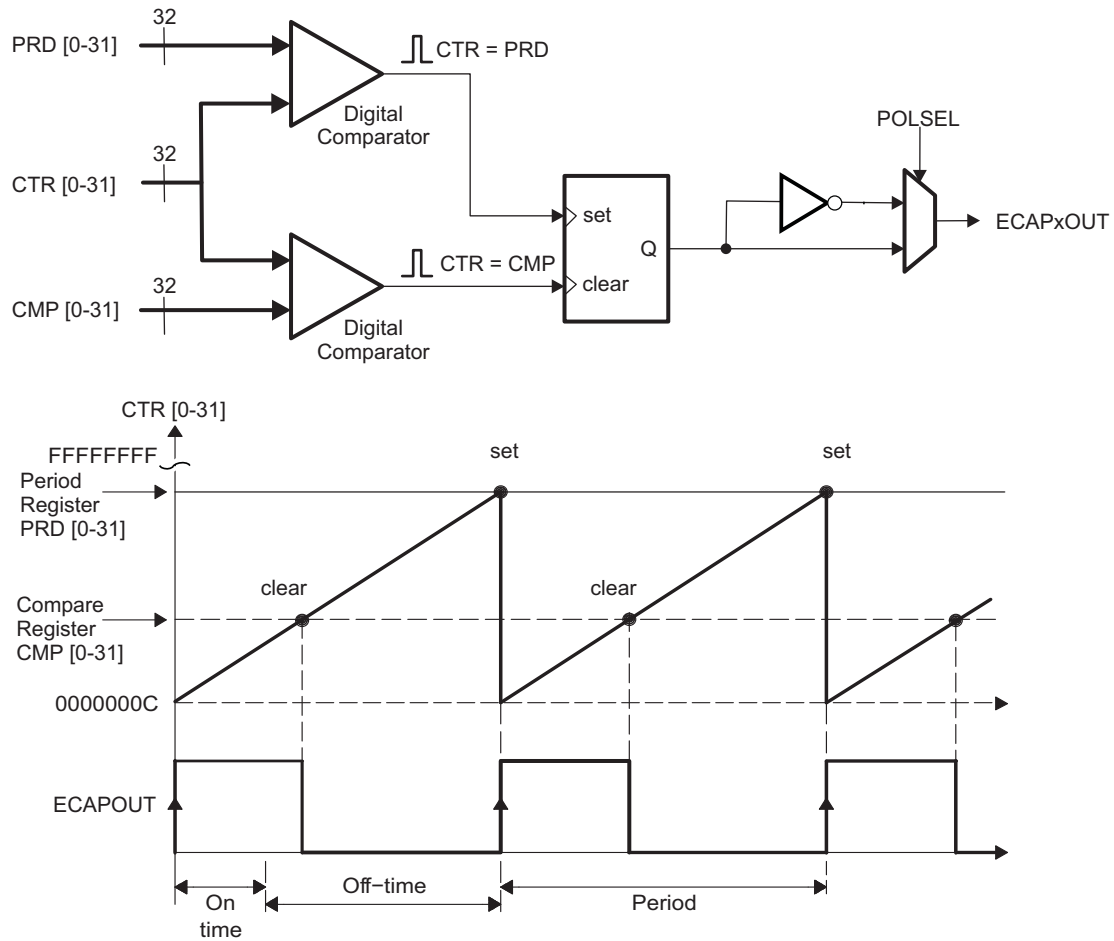 32
PRD [0-31]
CTR = PRD
Digital
Comparator
POLSEL
32
CTR [0-31]
set
Q
clear
ECAPxOUT
CTR = CMP
32
CMP [0-31]
Digital
Comparator
CTR [0-31]
FFFFFFFF
set
set
Period
Register
PRD [0-31]
clear
clear
Compare
Register
CMP [0-31]
0000000C
ECAPOUT
On
time
Off−time
Period